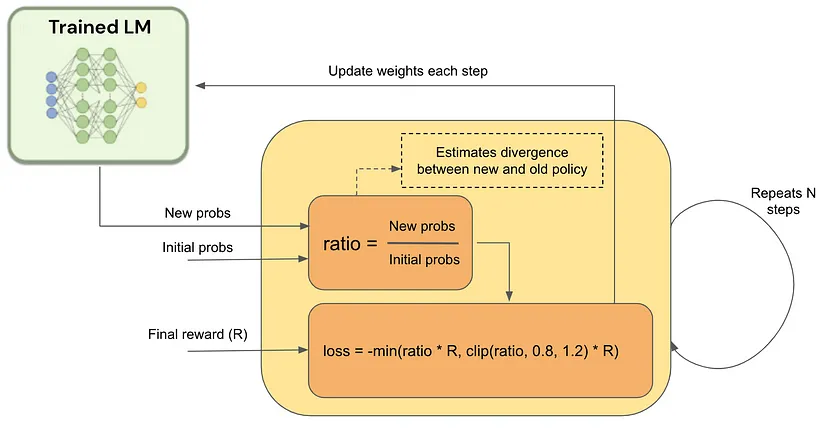 Trained LM
Update weights each step
Estimates divergence
between new and old policy
Repeats N
steps
New probs
Initial probs
ratio =
New probs
Initial probs
Final reward (R)
loss = -min(ratio * R, clip(ratio, 0.8, 1.2) * R)